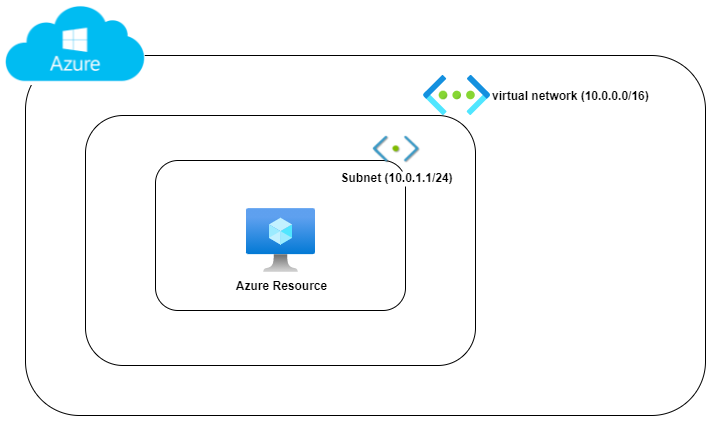 Azure
virtual network (10.0.0.0/16)
Subnet (10.0.1.1/24)
Azure Resource